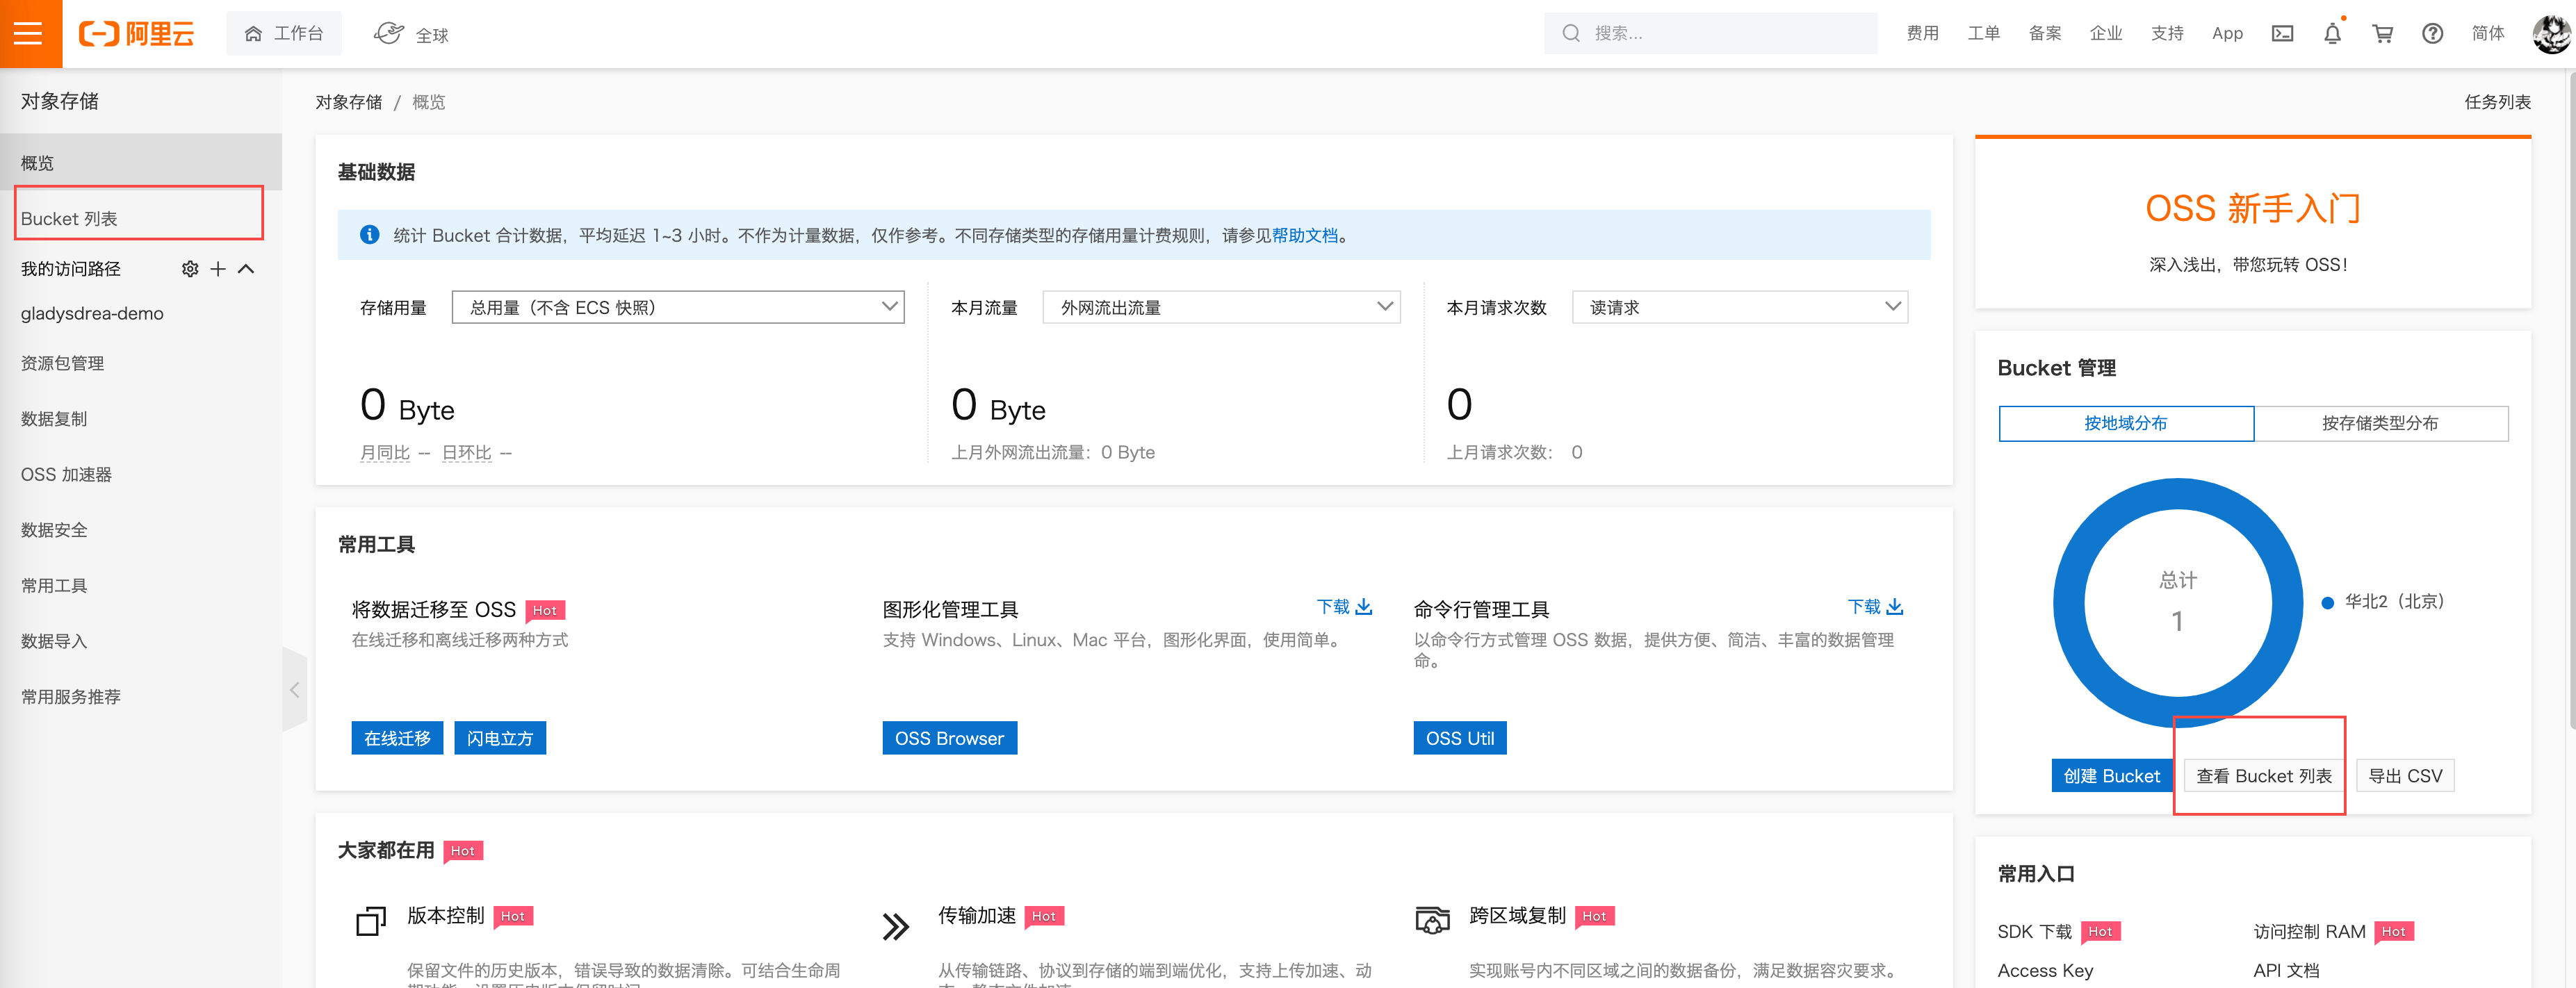 阿里云
工作台
全球
搜索...
费用
工单
备案
企业
支持
App
简体
对象存储
概览
Bucket 列表
我的访问路径
gladysdrea-demo
资源包管理
数据复制
OSS 加速器
数据安全
常用工具
数据导入
常用服务推荐
对象存储 / 概览
任务列表
基础数据
统计 Bucket 合计数据，平均延迟 1~3 小时。不作为计量数据，仅作参考。不同存储类型的存储用量计费规则，请参见帮助文档。
存储用量
总用量（不含 ECS 快照）
0 Byte
月同比 -- 日环比 --
本月流量
外网流出流量
0 Byte
上月外网流出流量：0 Byte
本月请求次数
读请求
0
上月请求次数： 0
常用工具
将数据迁移至 OSS Hot
在线迁移和离线迁移两种方式
在线迁移
闪电立方
图形化管理工具
下载
支持 Windows、Linux、Mac 平台，图形化界面，使用简单。
OSS Browser
命令行管理工具
下载
以命令行方式管理 OSS 数据，提供方便、简洁、丰富的数据管理
命。
OSS Util
大家都在用 Hot
版本控制 Hot
保留文件的历史版本，错误导致的数据清除。可结合生命周
传输加速 Hot
从传输链路、协议到存储的端到端优化，支持上传加速、动
跨区域复制 Hot
实现账号内不同区域之间的数据备份，满足数据容灾要求。
OSS 新手入门
深入浅出，带您玩转 OSS！
Bucket 管理
按地域分布
按存储类型分布
总计
1
华北2（北京）
创建 Bucket
查看 Bucket 列表
导出 CSV
常用入口
SDK 下载 Hot
访问控制 RAM Hot
Access Key
API 文档